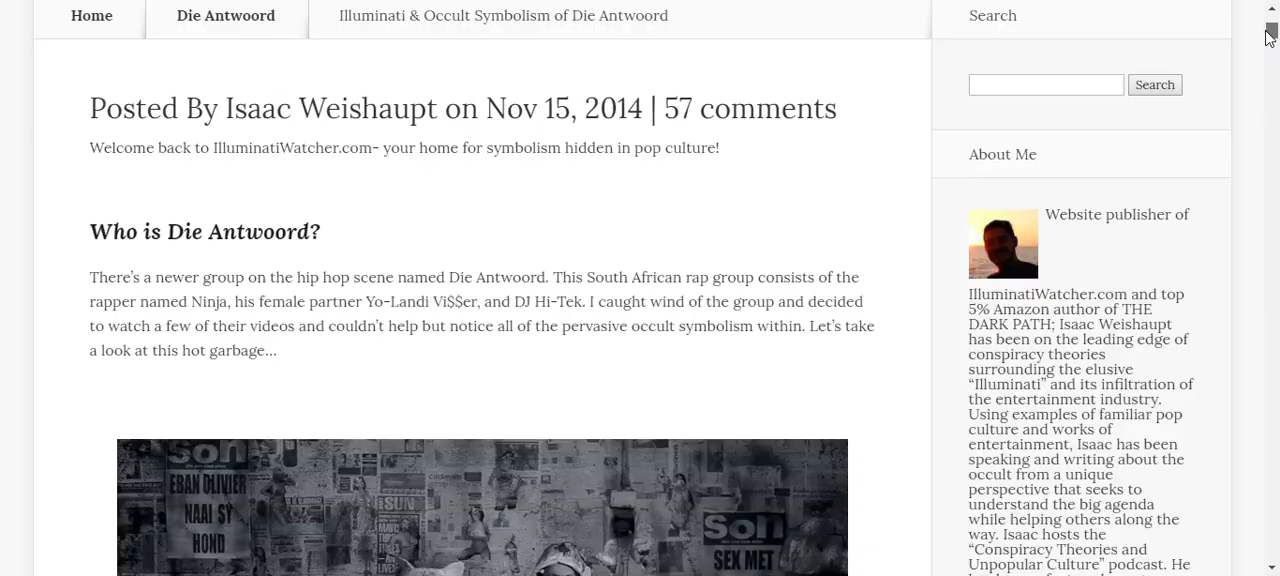 Home
Die Antwoord
Illuminati & Occult Symbolism of Die Antwoord
Search
Posted By Isaac Weishaupt on Nov 15, 2014 | 57 comments
Welcome back to IlluminatiWatcher.com– your home for symbolism hidden in pop culture!
Who is Die Antwoord?
There’s a newer group on the hip hop scene named Die Antwoord. This South African rap group consists of the
rapper named Ninja, his female partner Yo-Landi Vi$$er, and DJ Hi-Tek. I caught wind of the group and decided
to watch a few of their videos and couldn’t help but notice all of the pervasive occult symbolism within. Let’s take
a look at this hot garbage…
Son
EBAN OLIVIER
NAAI SY
HOND
SUN
Son
SEX MET
Search
About Me
Website publisher of
IlluminatiWatcher.com and top
5% Amazon author of THE
DARK PATH; Isaac Weishaupt
has been on the leading edge of
conspiracy theories
surrounding the elusive
“Illuminati” and its infiltration of
the entertainment industry.
Using examples of familiar pop
culture and works of
entertainment, Isaac has been
speaking and writing about the
occult from a unique
perspective that seeks to
understand the big agenda
while helping others along the
way. Isaac hosts the
“Conspiracy Theories and
Unpopular Culture” podcast. He